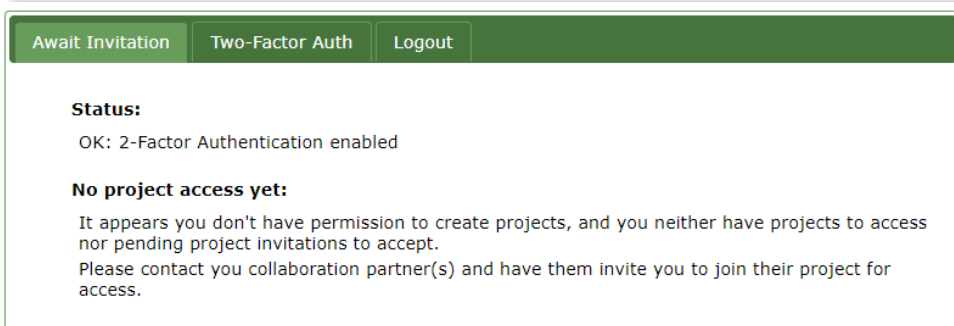 Await Invitation Two-Factor Auth Logout
Status:
OK: 2-Factor Authentication enabled
No project access yet:
It appears you don't have permission to create projects, and you neither have projects to access
nor pending project invitations to accept.
Please contact you collaboration partner(s) and have them invite you to join their project for
access.